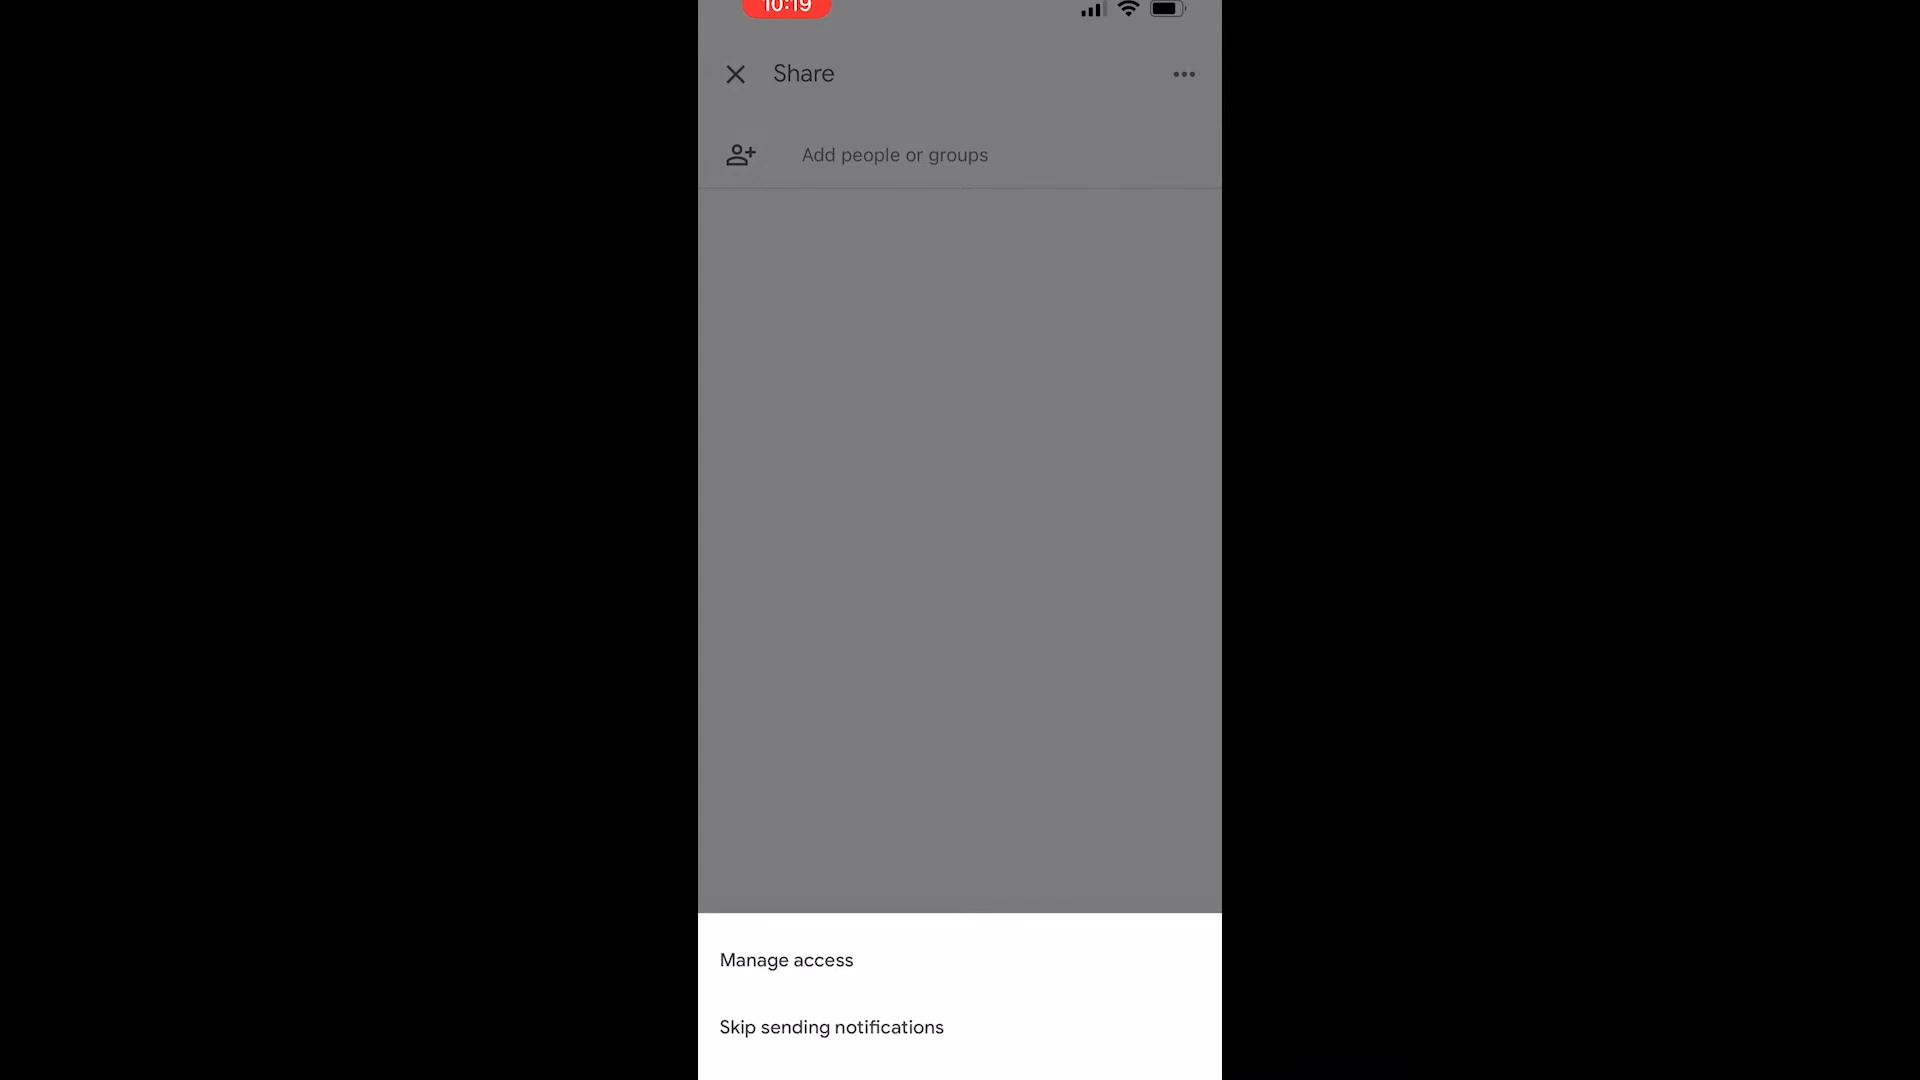 10:19
Share
Add people or groups
Manage access
Skip sending notifications